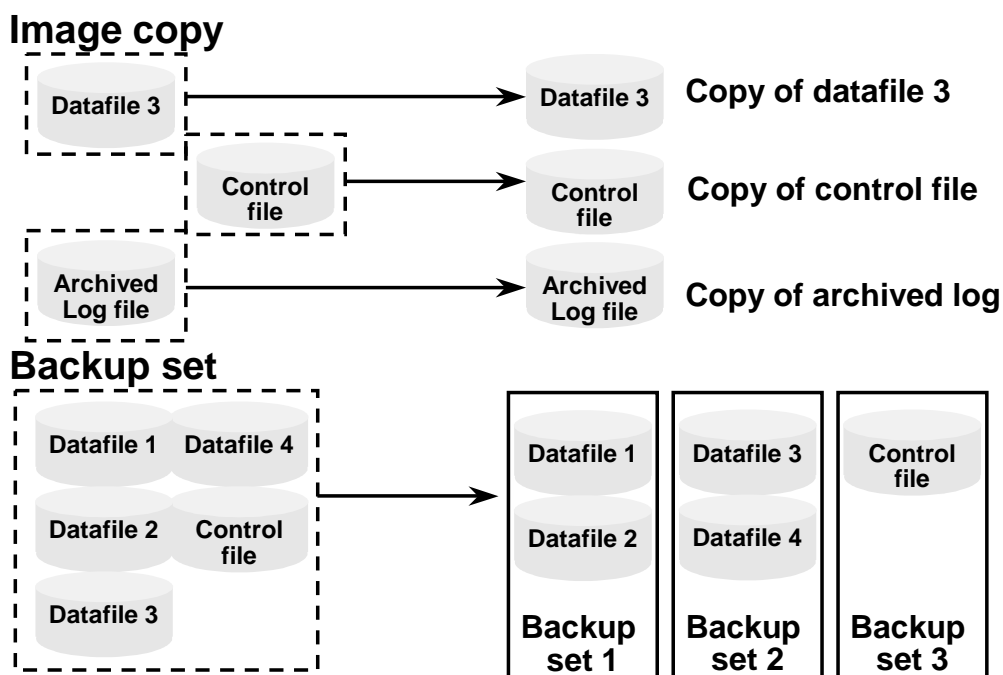 Image copy
Datafile 3
Datafile 3
Copy of datafile 3
Control
file
Control
file
Copy of control file
Archived
Log file
Archived
Log file
Copy of archived log
Backup set
Datafile 1
Datafile 4
Datafile 2
Control
file
Datafile 3
Datafile 1
Datafile 2
Backup
set 1
Datafile 3
Datafile 4
Backup
set 2
Control
file
Backup
set 3